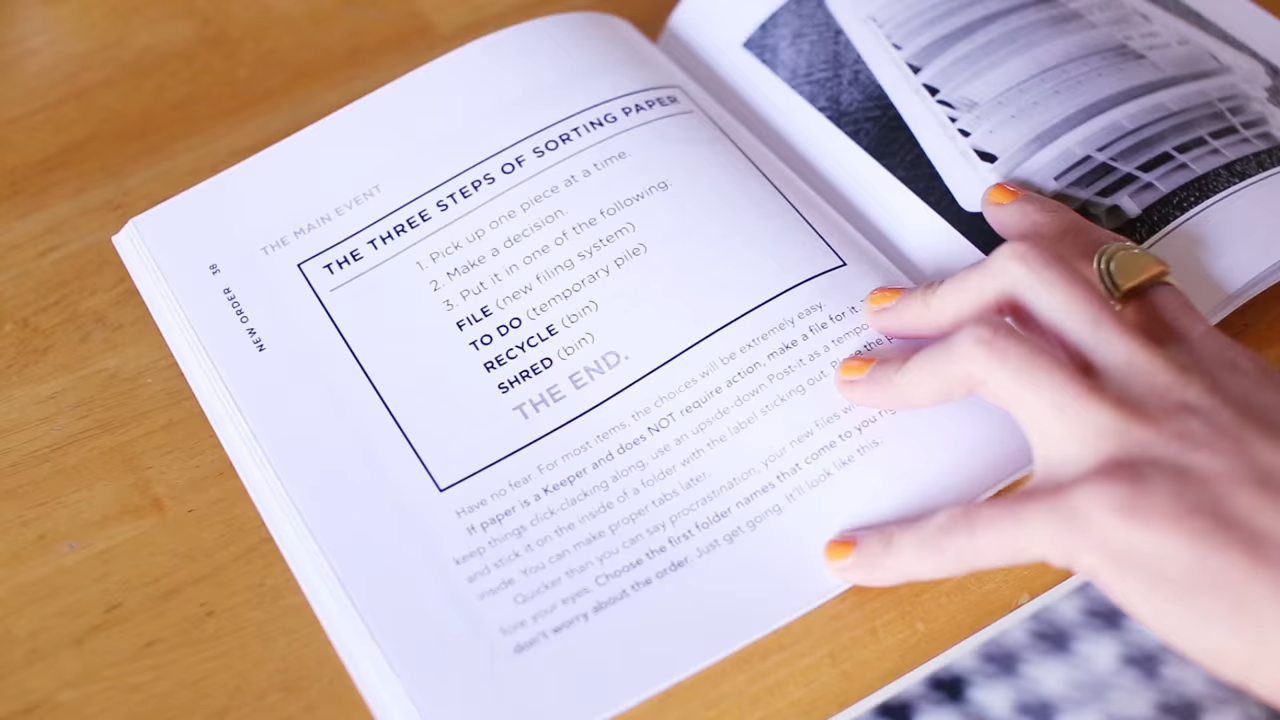 THE MAIN EVENT
NEW ORDER 38
THE THREE STEPS OF SORTING PAPER
1. Pick up one piece at a time.
2. Make a decision.
3. Put it in one of the following:
FILE (new filing system)
TO DO (temporary pile)
RECYCLE (bin)
SHRED (bin)
THE END.
Have no fear. For most items, the choices will be extremely easy.
If paper is a Keeper and does NOT require action, make a file for it.
keep things click-clacking along, use an upside-down Post-it as a
and stick it on the inside of a folder with the label sticking out. Place the
inside. You can make proper tabs later.
Quicker than you can say procrastination, your new files
fore your eyes. Choose the first folder names that come to you
don't worry about the order. Just get going. It'll look like this.